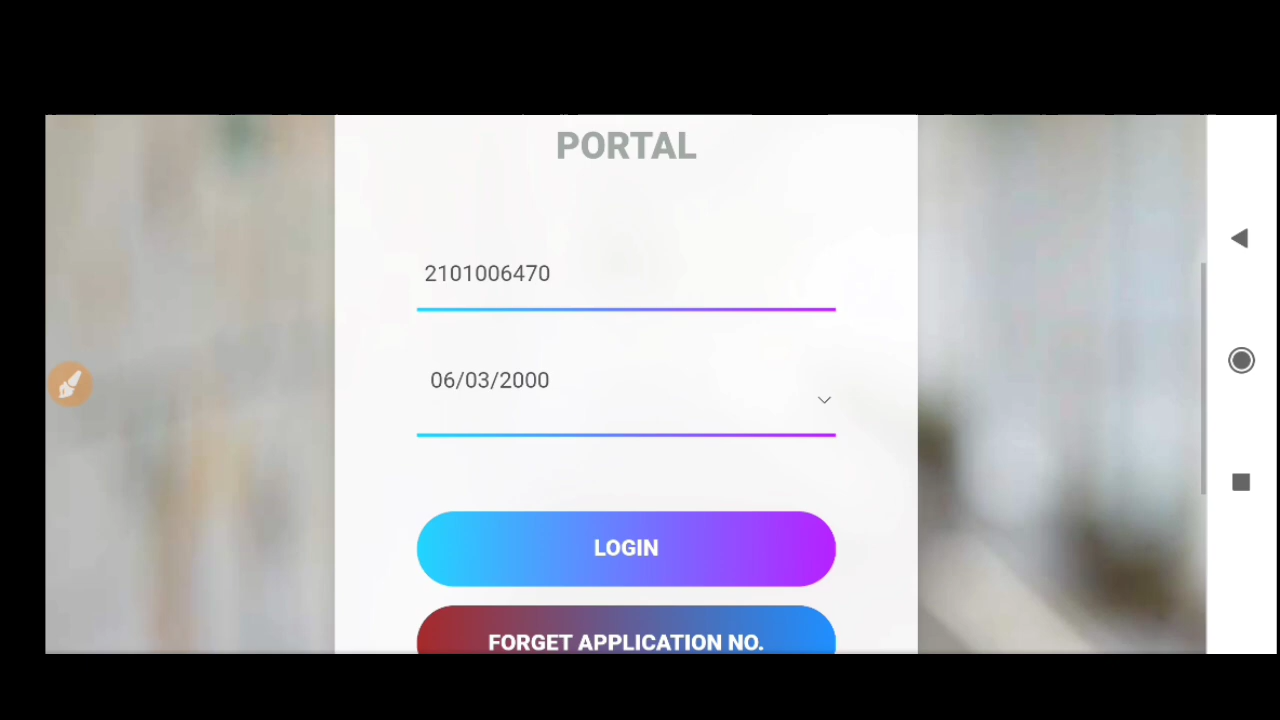 PORTAL
2101006470
06/03/2000
LOGIN
FORGET APPLICATION NO.